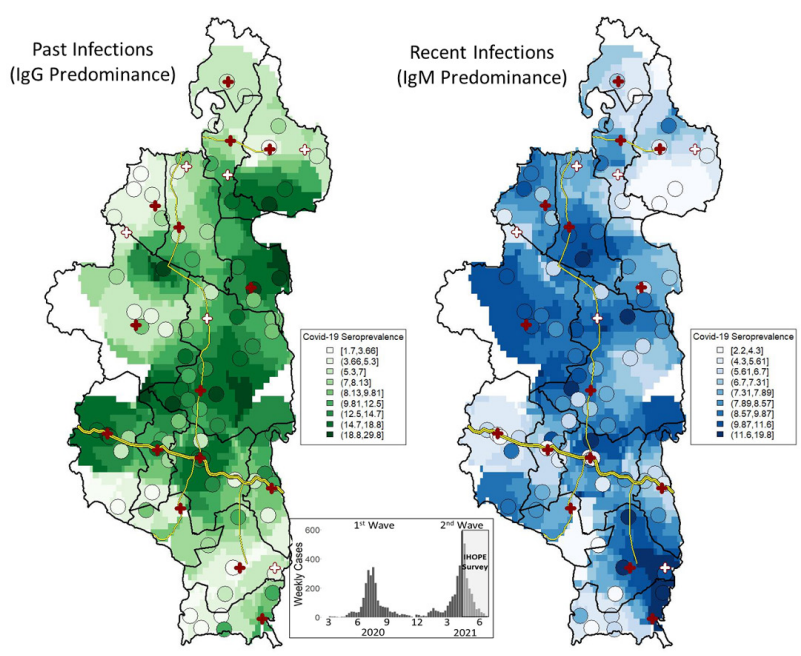 Past Infections
(IgG Predominance)
Recent Infections
(IgM Predominance)
Covid-19 Seroprevalence
[1.7,3.66]
(3.66,5.3]
(5.3,7]
(7,8.13]
(8.13,9.81]
(9.81,12.5]
(12.5,14.7]
(14.7,18.8]
(18.8,29.8]
Covid-19 Seroprevalence
[2.2,4.3]
(4.3,5.61]
(5.61,6.7]
(6.7,7.31]
(7.31,7.89]
(7.89,8.57]
(8.57,9.87]
(9.87,11.6]
(11.6,19.8]
1st Wave
2nd Wave
IHOPE
Survey
Weekly Cases
600
400
200
0
3 6 9 12 3 6
2020 2021